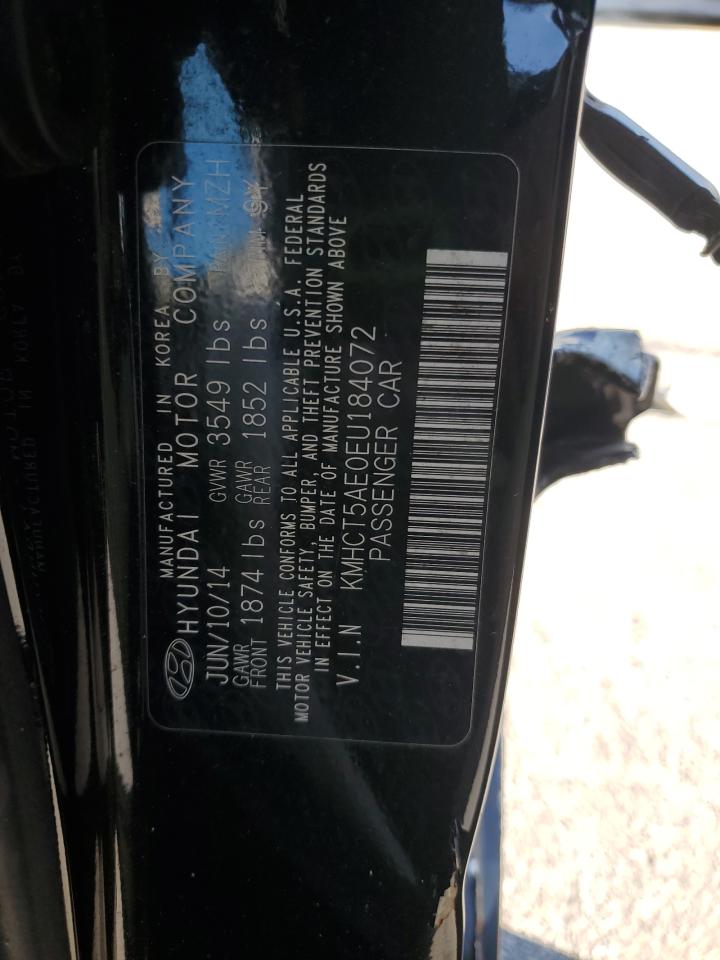 MANUFACTURED IN KOREA BY
HYUNDAI MOTOR COMPANY
JUN/10/14 GVWR 3549 lbs MZH
GAWR FRONT 1874 lbs GAWR REAR 1852 lbs 9Y
THIS VEHICLE CONFORMS TO ALL APPLICABLE U.S.A. FEDERAL
MOTOR VEHICLE SAFETY, BUMPER, AND THEFT PREVENTION STANDARDS
IN EFFECT ON THE DATE OF MANUFACTURE SHOWN ABOVE
V.I.N KMHCT5AE0EU184072
PASSENGER CAR